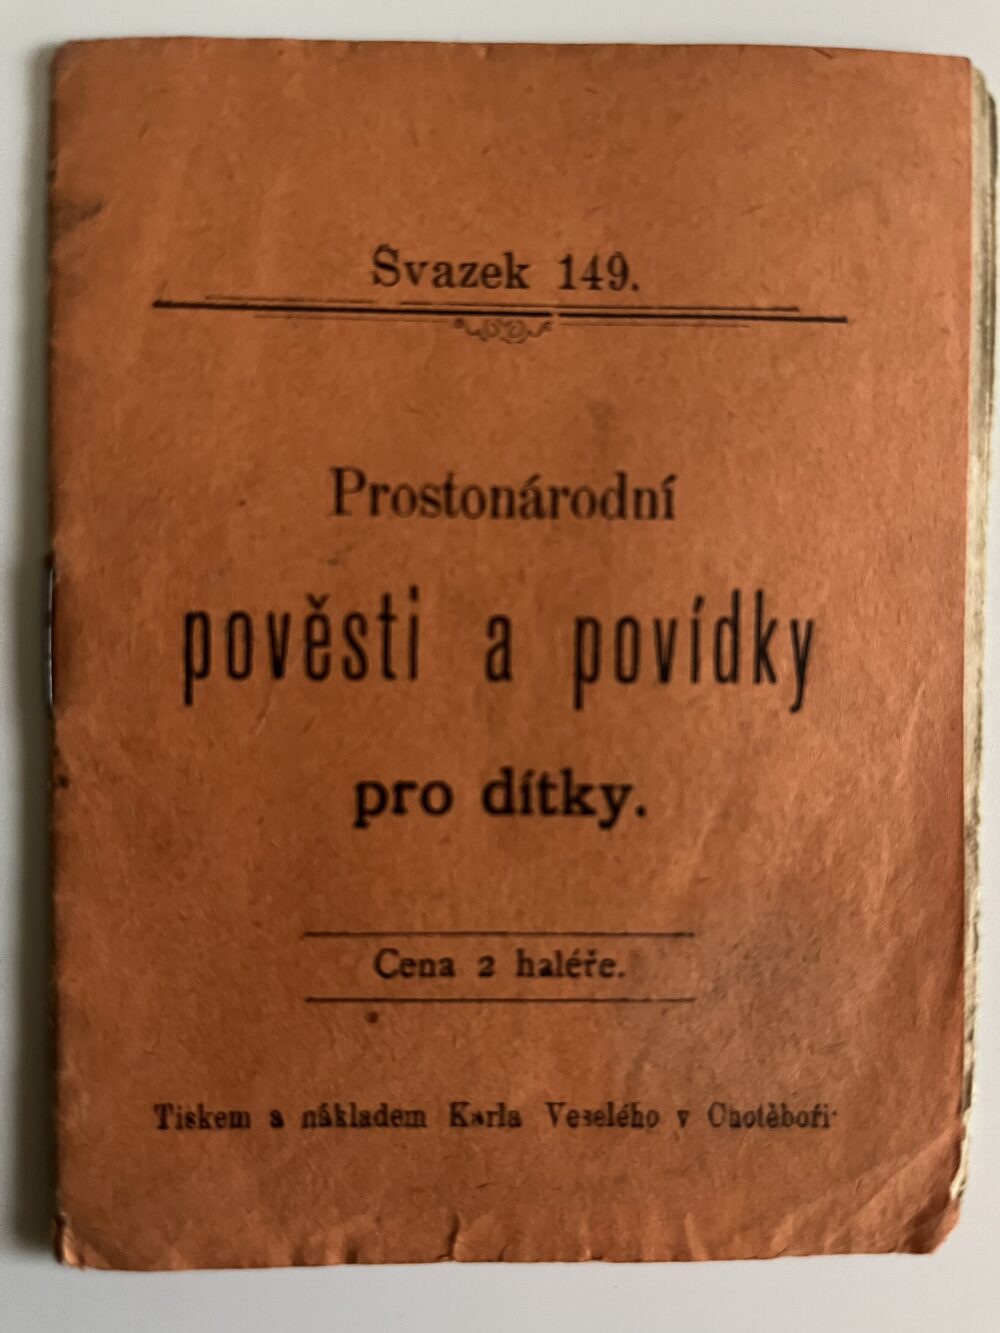 Svazek 149.
Prostonárodní
pověsti a povídky
pro dítky.
Cena 2 haléře.
Tiskem a nákladem Karla Veselého v Chotěboři